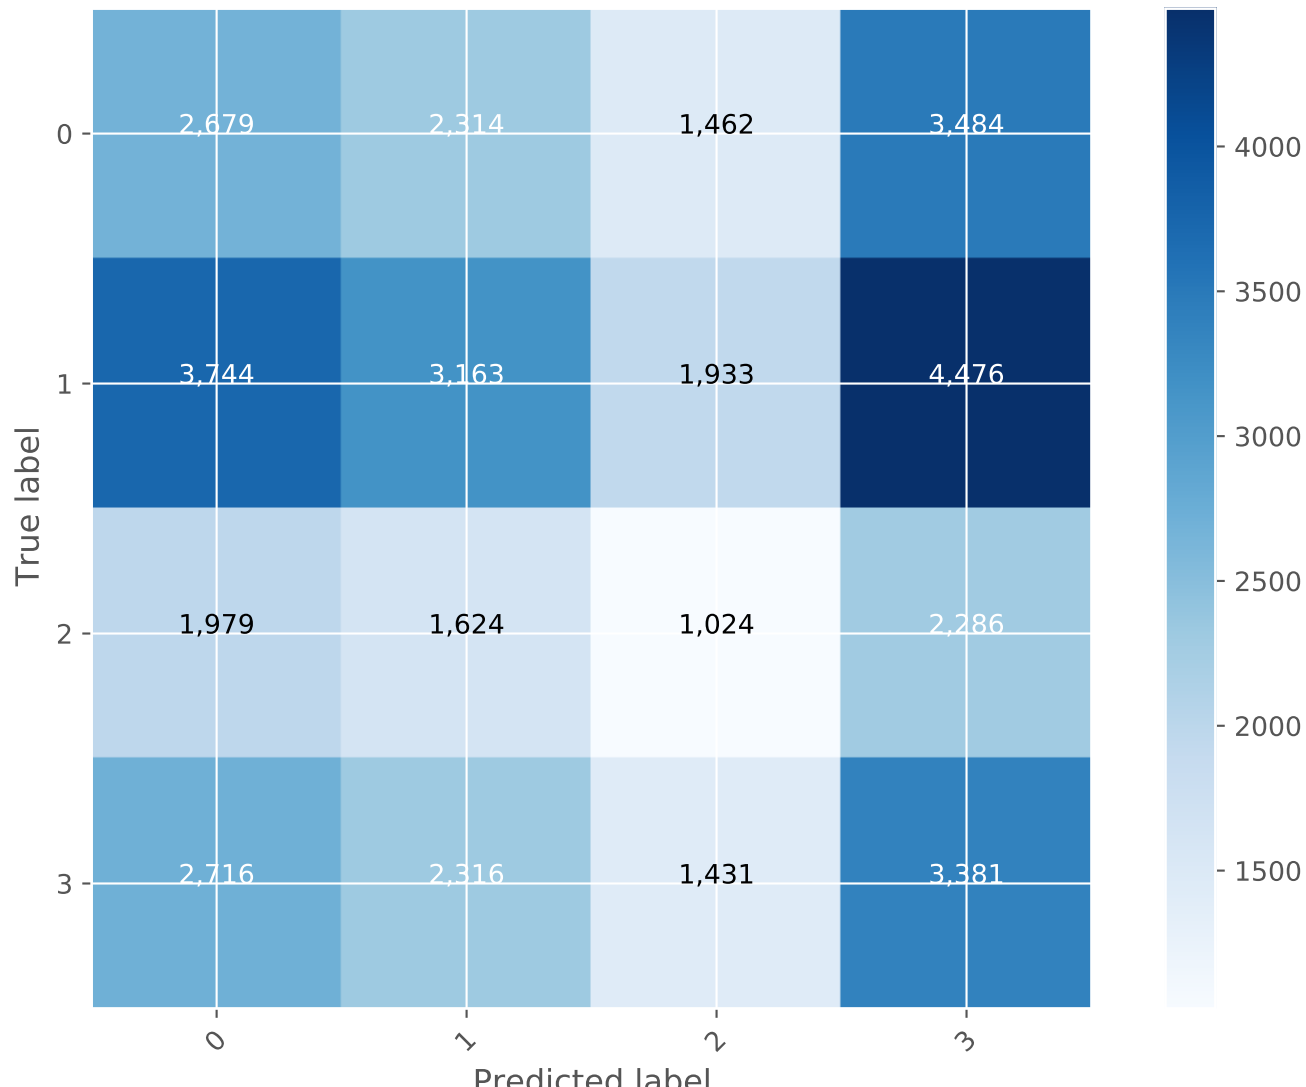 0 2,679 2,314 1,462 3,484
1 3,744 3,163 1,933 4,476
2 1,979 1,624 1,024 2,286
3 2,716 2,316 1,431 3,381
0 1 2 3
True label
Predicted label
4000
3500
3000
2500
2000
1500